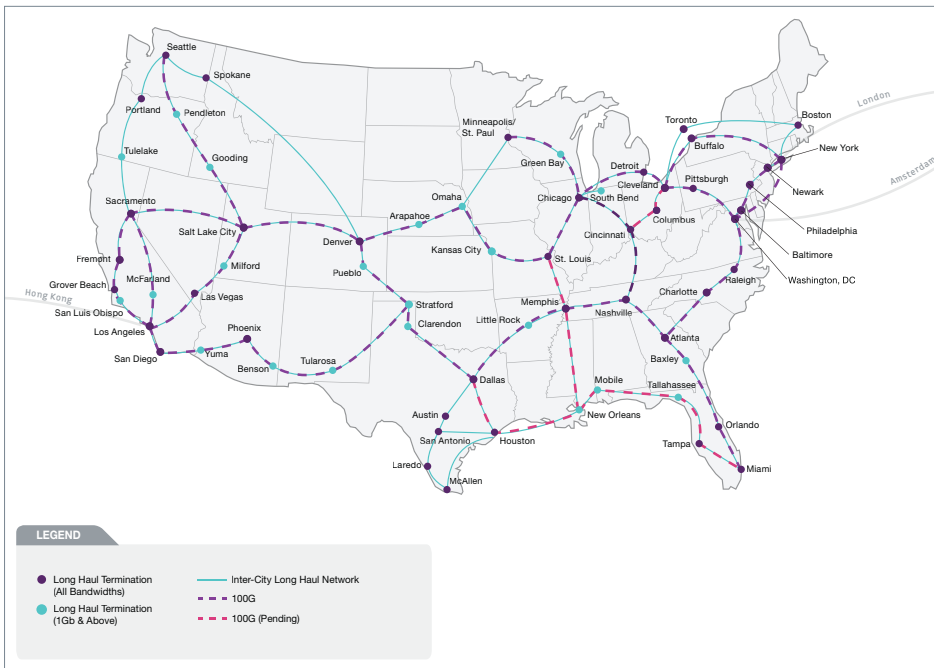 Seattle
Spokane
Portland
Pendleton
Tulelake
Gooding
Sacramento
Salt Lake City
Fremont
McFarland
Milford
Grover Beach
Hong Kong
San Luis Obispo
Las Vegas
Los Angeles
Phoenix
San Diego
Yuma
Benson
Tularosa
Denver
Pueblo
Arapahoe
Omaha
Kansas City
Stratford
Clarendon
Minneapolis/
St. Paul
Green Bay
Chicago
South Bend
Detroit
Cleveland
Toronto
Buffalo
Pittsburgh
Boston
London
New York
Amsterdam
Newark
Philadelphia
Baltimore
Washington, DC
Columbus
Cincinnati
St. Louis
Memphis
Nashville
Little Rock
Charlotte
Raleigh
Atlanta
Baxley
Dallas
Mobile
Tallahassee
New Orleans
Austin
San Antonio
Houston
Laredo
McAllen
Orlando
Tampa
Miami
LEGEND
Long Haul Termination
(All Bandwidths)
Long Haul Termination
(1Gb & Above)
Inter-City Long Haul Network
100G
100G (Pending)